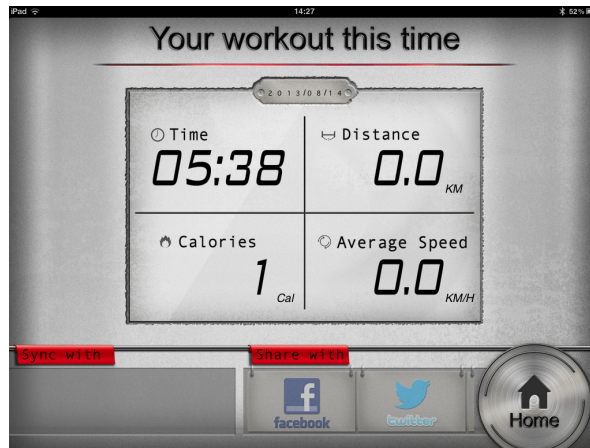 iPad 14:27 52%
Your workout this time
2013/08/14
Time
05:38
Distance
0.0 KM
Calories
1 Cal
Average Speed
0.0 KM/H
Sync with
Share with
facebook
twitter
Home